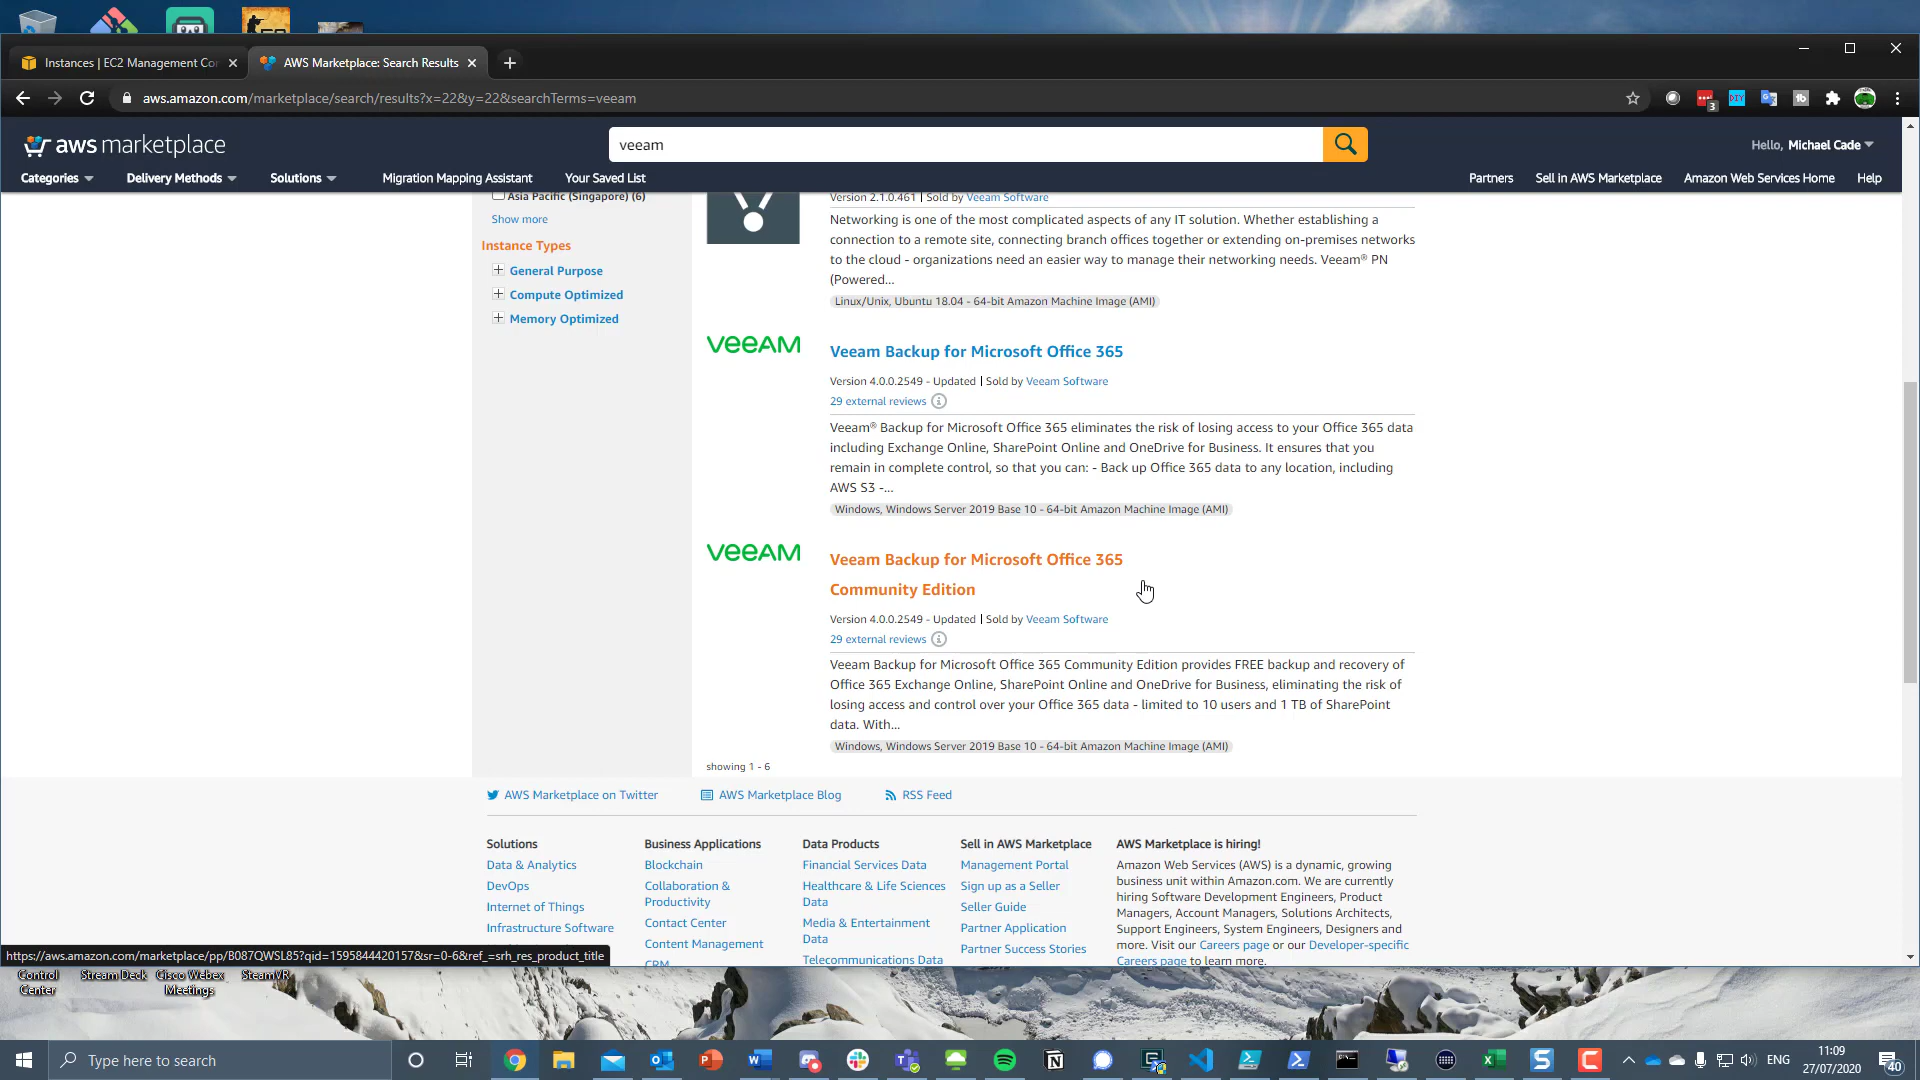 Instances | EC2 Management Con
AWS Marketplace: Search Results
aws.amazon.com/marketplace/search/results?x=22&y=22&searchTerms=veeam
3
DIY
aws marketplace
veeam
Hello, Michael Cade
Categories
Delivery Methods
Solutions
Migration Mapping Assistant
Your Saved List
Partners
Sell in AWS Marketplace
Amazon Web Services Home
Help
Asia Pacific (Singapore) (6)
Show more
Instance Types
General Purpose
Compute Optimized
Memory Optimized
Version 2.1.0.461 | Sold by Veeam Software
Networking is one of the most complicated aspects of any IT solution. Whether establishing a
connection to a remote site, connecting branch offices together or extending on-premises networks
to the cloud - organizations need an easier way to manage their networking needs. Veeam® PN
(Powered...
Linux/Unix, Ubuntu 18.04 - 64-bit Amazon Machine Image (AMI)
veeAM
Veeam Backup for Microsoft Office 365
Version 4.0.0.2549 - Updated | Sold by Veeam Software
29 external reviews
Veeam® Backup for Microsoft Office 365 eliminates the risk of losing access to your Office 365 data
including Exchange Online, SharePoint Online and OneDrive for Business. It ensures that you
remain in complete control, so that you can: - Back up Office 365 data to any location, including
AWS S3 -...
Windows, Windows Server 2019 Base 10 - 64-bit Amazon Machine Image (AMI)
veeAM
Veeam Backup for Microsoft Office 365
Community Edition
Version 4.0.0.2549 - Updated | Sold by Veeam Software
29 external reviews
Veeam Backup for Microsoft Office 365 Community Edition provides FREE backup and recovery of
Office 365 Exchange Online, SharePoint Online and OneDrive for Business, eliminating the risk of
losing access and control over your Office 365 data - limited to 10 users and 1 TB of SharePoint
data. With...
Windows, Windows Server 2019 Base 10 - 64-bit Amazon Machine Image (AMI)
showing 1 - 6
AWS Marketplace on Twitter
AWS Marketplace Blog
RSS Feed
Solutions
Data & Analytics
DevOps
Internet of Things
Infrastructure Software
Business Applications
Blockchain
Collaboration &
Productivity
Contact Center
Content Management
CRM
Data Products
Financial Services Data
Healthcare & Life Sciences
Data
Media & Entertainment
Data
Telecommunications Data
Sell in AWS Marketplace
Management Portal
Sign up as a Seller
Seller Guide
Partner Application
Partner Success Stories
AWS Marketplace is hiring!
Amazon Web Services (AWS) is a dynamic, growing
business unit within Amazon.com. We are currently
hiring Software Development Engineers, Product
Managers, Account Managers, Solutions Architects,
Support Engineers, System Engineers, Designers and
more. Visit our Careers page or our Developer-specific
Careers page to learn more.
https://aws.amazon.com/marketplace/pp/B087QWSL85?qid=1595844420157&sr=0-6&ref_=srh_res_product_title
Control
Center
Stream Deck
Cisco Webex
Meetings
SteamVR
Type here to search
ENG
11:09
27/07/2020
40